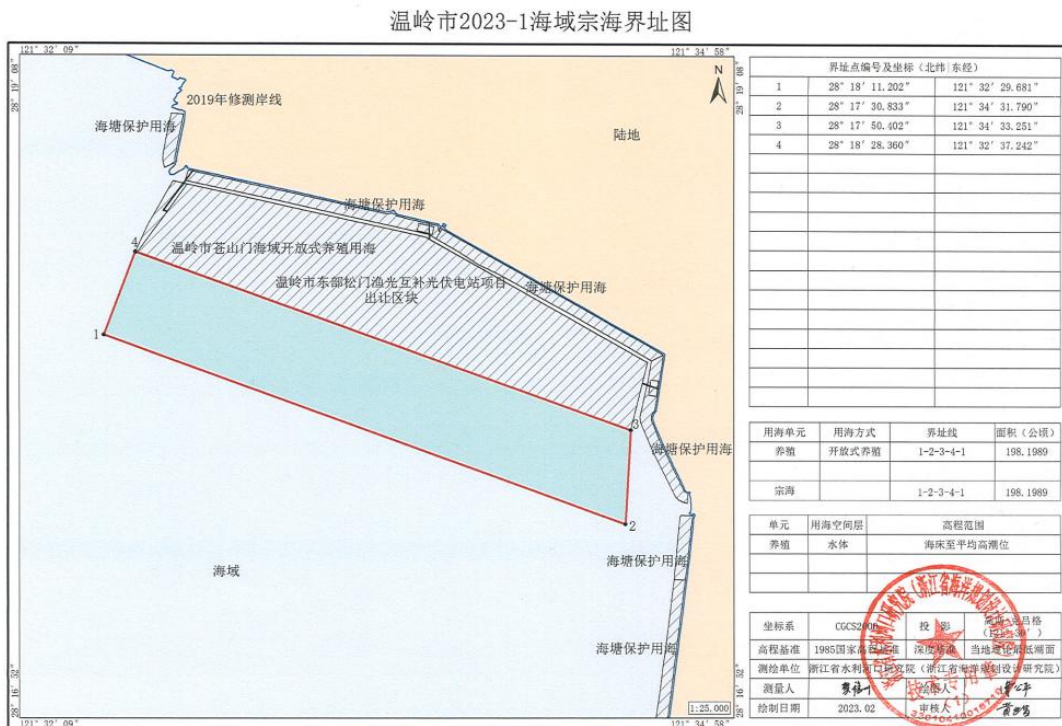 温岭市2023-1海域宗海界址图
121° 32′ 09″
121° 34′ 58″
28° 19′ 08″
28° 19′ 08″
N
2019年修测岸线
海塘保护用海
陆地
海塘保护用海
4
温岭市苍山门海域开放式养殖用海
温岭市东部松门渔光互补光伏电站项目
出让区块
海塘保护用海
1
3
海塘保护用海
2
海塘保护用海
海域
海塘保护用海
28° 16′ 52″
28° 16′ 52″
1:25,000
121° 32′ 09″
121° 34′ 58″
界址点编号及坐标（北纬|东经）
1 28° 18′ 11.202″ 121° 32′ 29.681″
2 28° 17′ 30.833″ 121° 34′ 31.790″
3 28° 17′ 50.402″ 121° 34′ 33.251″
4 28° 18′ 28.360″ 121° 32′ 37.242″
用海单元 用海方式 界址线 面积（公顷）
养殖 开放式养殖 1-2-3-4-1 198.1989
宗海 1-2-3-4-1 198.1989
单元 用海空间层 高程范围
养殖 水体 海床至平均高潮位
坐标系 CGCS2000 投影
高程基准 1985国家高程基准 深度基准 当地理论最低潮面
测绘单位 浙江省水利河口研究院（浙江省海洋规划设计研究院）
测量人 绘图人
绘制日期 2023.02 审核人
技术专用章
(1)